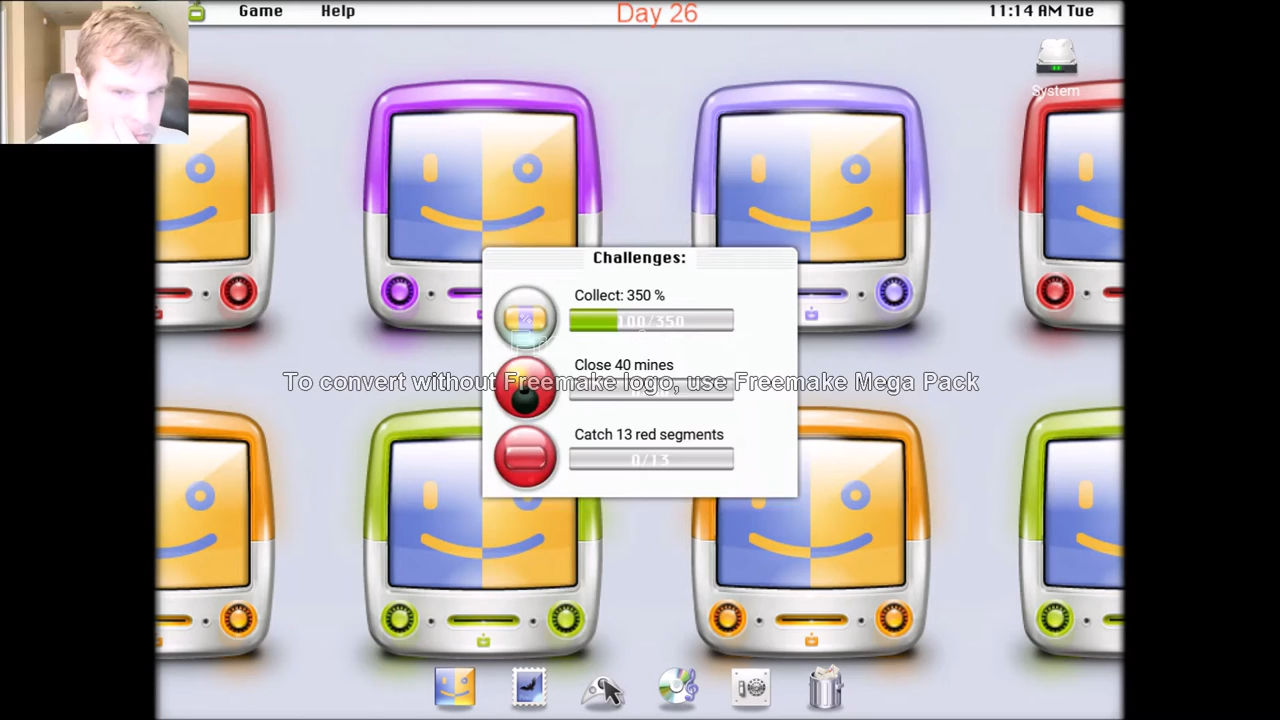 Game Help Day 26 11:14 AM Tue
System
Challenges:
Collect: 350 %
100/350
Close 40 mines
To convert without Freemake logo, use Freemake Mega Pack
Catch 13 red segments
0/13